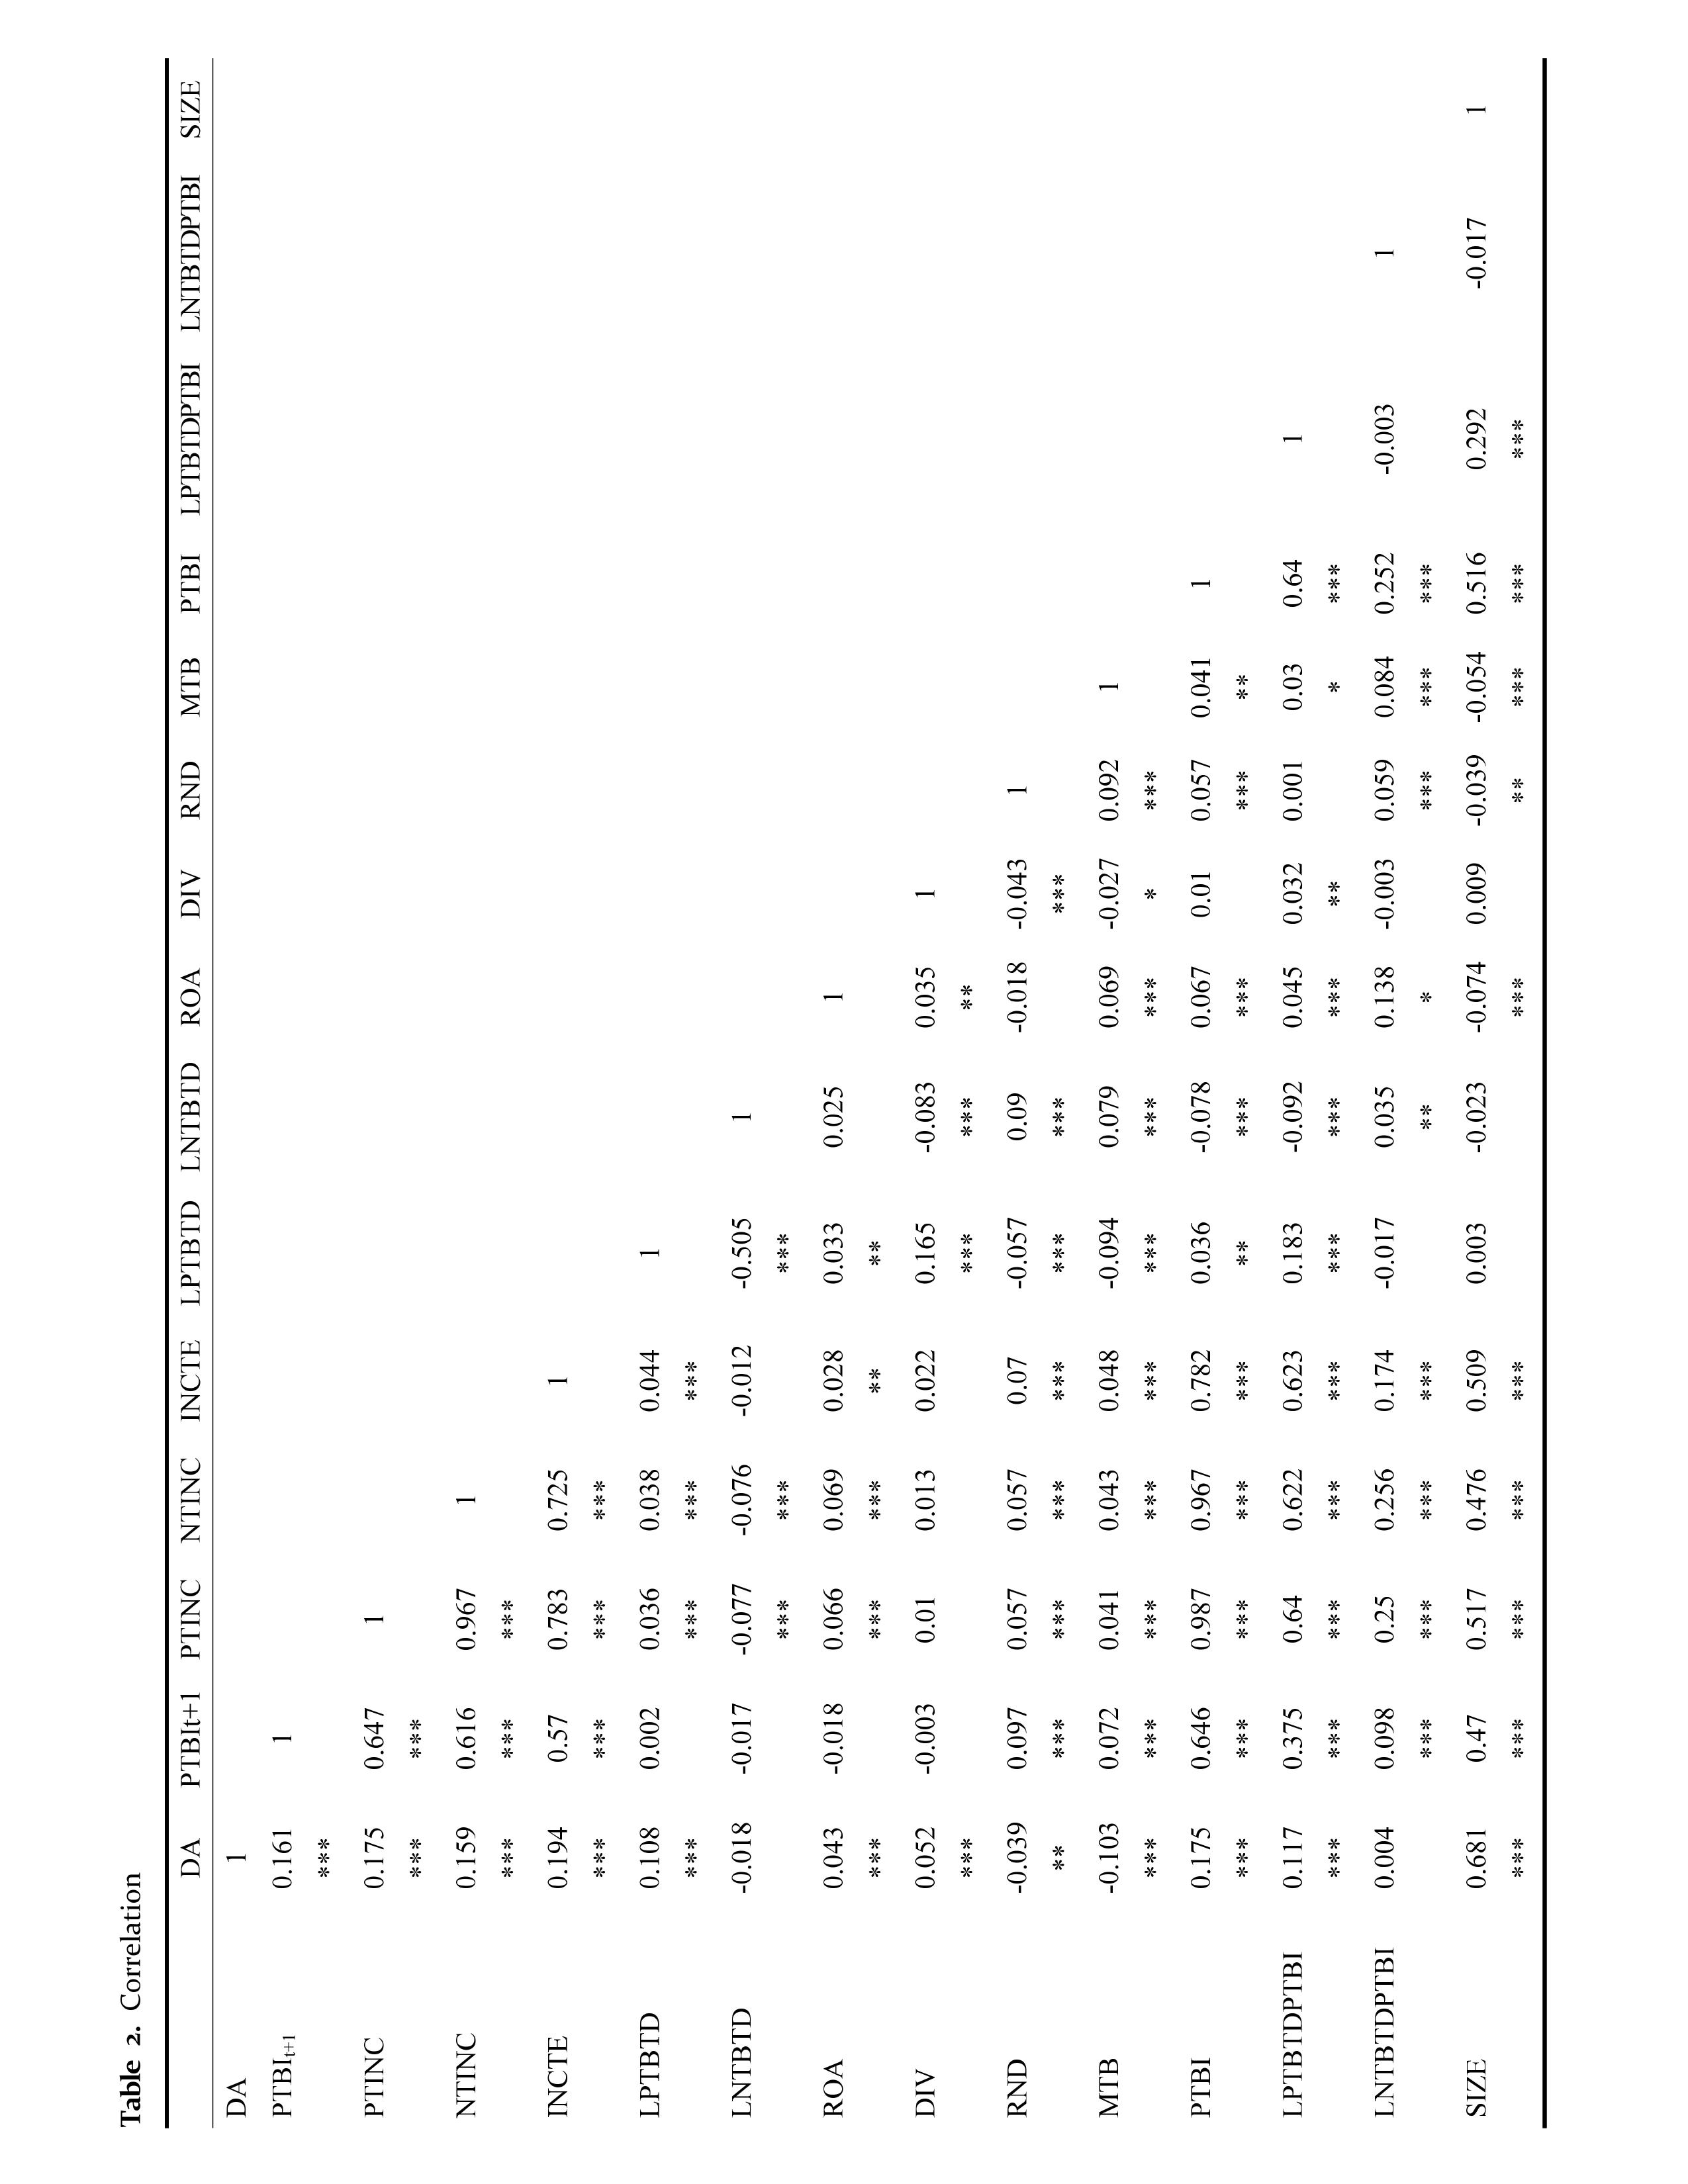 Table 2. Correlation
DA PTBIt+1 PTINC NTINC INCTE LPTBTD LNTBTD ROA DIV RND MTB PTBI LPTBTDPTBI LNTBTDPTBI SIZE
DA 1
PTBIt+1 0.161 1
***
PTINC 0.175 0.647 1
*** ***
NTINC 0.159 0.616 0.967 1
*** *** ***
INCTE 0.194 0.57 0.783 0.725 1
*** *** *** ***
LPTBTD 0.108 0.002 0.036 0.038 0.044 1
*** *** *** ***
LNTBTD -0.018 -0.017 -0.077 -0.076 -0.012 -0.505 1
*** *** ***
ROA 0.043 -0.018 0.066 0.069 0.028 0.033 0.025 1
*** *** *** ** **
DIV 0.052 -0.003 0.01 0.013 0.022 0.165 -0.083 0.035 1
*** *** *** **
RND -0.039 0.097 0.057 0.057 0.07 -0.057 0.09 -0.018 -0.043 1
** *** *** *** *** *** *** ***
MTB -0.103 0.072 0.041 0.043 0.048 -0.094 0.079 0.069 -0.027 0.092 1
*** *** *** *** *** *** *** *** * ***
PTBI 0.175 0.646 0.987 0.967 0.782 0.036 -0.078 0.067 0.01 0.057 0.041 1
*** *** *** *** *** ** *** *** *** **
LPTBTDPTBI 0.117 0.375 0.64 0.622 0.623 0.183 -0.092 0.045 0.032 0.001 0.03 0.64 1
*** *** *** *** *** *** *** *** ** * ***
LNTBTDPTBI 0.004 0.098 0.25 0.256 0.174 -0.017 0.035 0.138 -0.003 0.059 0.084 0.252 -0.003 1
*** *** *** *** ** * *** *** ***
SIZE 0.681 0.47 0.517 0.476 0.509 0.003 -0.023 -0.074 0.009 -0.039 -0.054 0.516 0.292 -0.017 1
*** *** *** *** *** *** ** *** *** ***